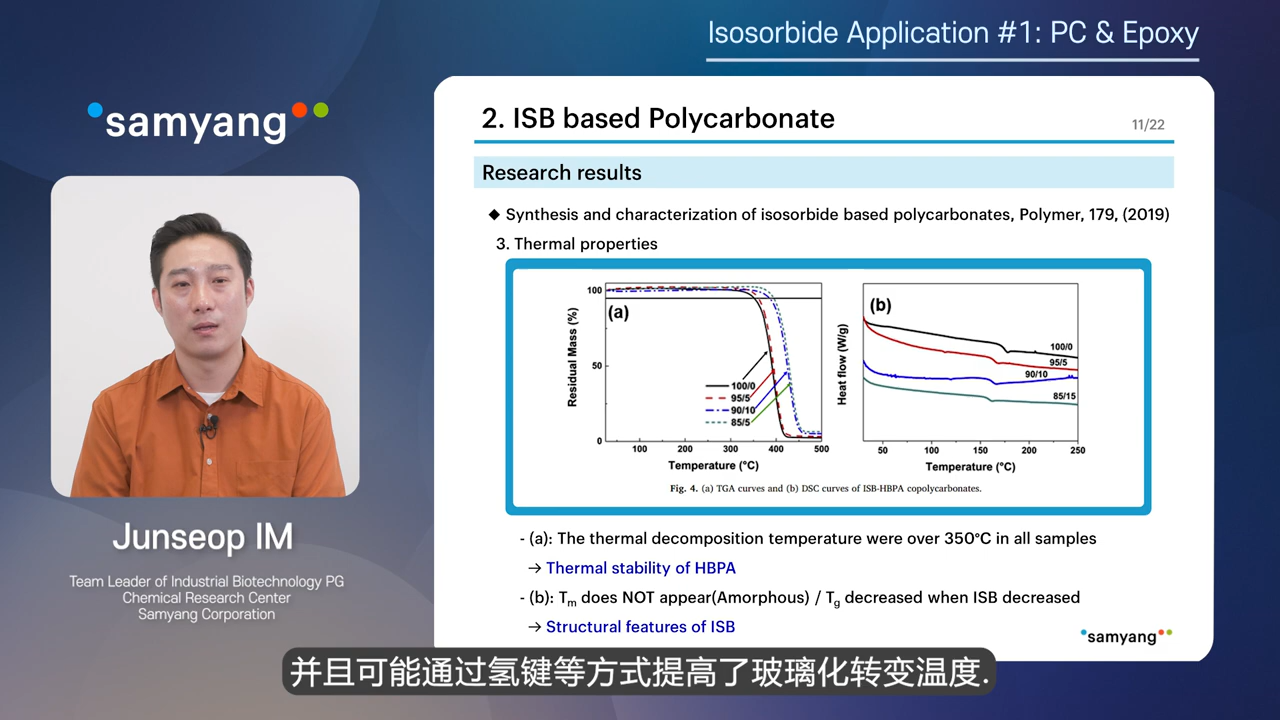 Isosorbide Application #1: PC & Epoxy
samyang
2. ISB based Polycarbonate
11/22
Research results
◆ Synthesis and characterization of isosorbide based polycarbonates, Polymer, 179, (2019)
3. Thermal properties
(a)
Residual Mass (%)
100
50
0
100/0
95/5
90/10
85/5
100 200 300 400 500
Temperature (°C)
(b)
Heat flow (W/g)
100/0
95/5
90/10
85/15
50 100 150 200 250
Temperature (°C)
Fig. 4. (a) TGA curves and (b) DSC curves of ISB-HBPA copolycarbonates.
- (a): The thermal decomposition temperature were over 350°C in all samples
→ Thermal stability of HBPA
- (b): Tm does NOT appear(Amorphous) / Tg decreased when ISB decreased
→ Structural features of ISB
samyang
Junseop IM
Team Leader of Industrial Biotechnology PG
Chemical Research Center
Samyang Corporation
并且可能通过氢键等方式提高了玻璃化转变温度.